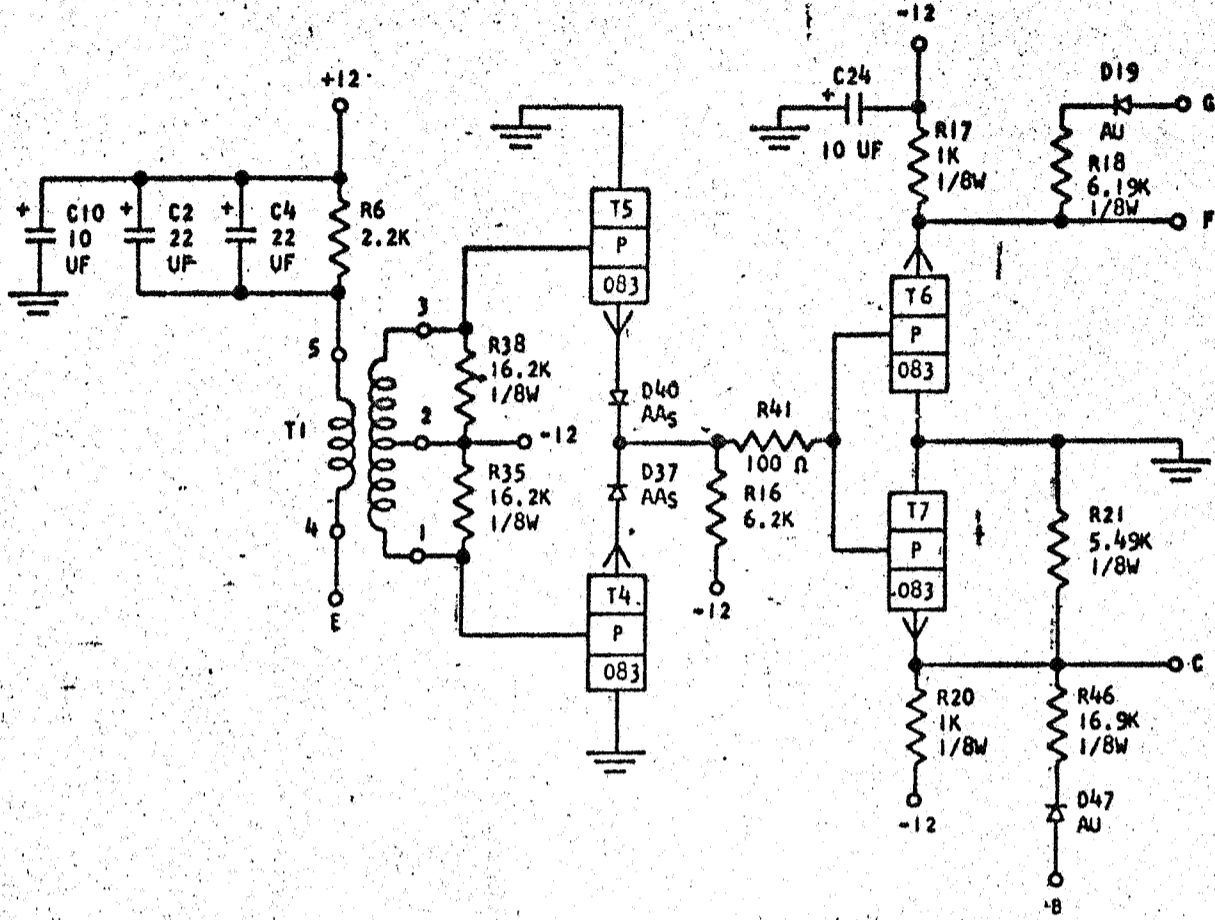 -12
+12
C24
+
10 UF
D19
AU
G
R17
1K
1/8W
R18
6.19K
1/8W
F
+
C10
10
UF
+
C2
22
UF
+
C4
22
UF
R6
2.2K
T5
P
083
T6
P
083
5
3
T1
4
E
R38
16.2K
1/8W
2
-12
R35
16.2K
1/8W
1
D40
AAS
D37
AAS
R41
100 Ω
R16
6.2K
-12
T4
P
083
T7
P
083
R21
5.49K
1/8W
C
R20
1K
1/8W
-12
R46
16.9K
1/8W
D47
AU
B